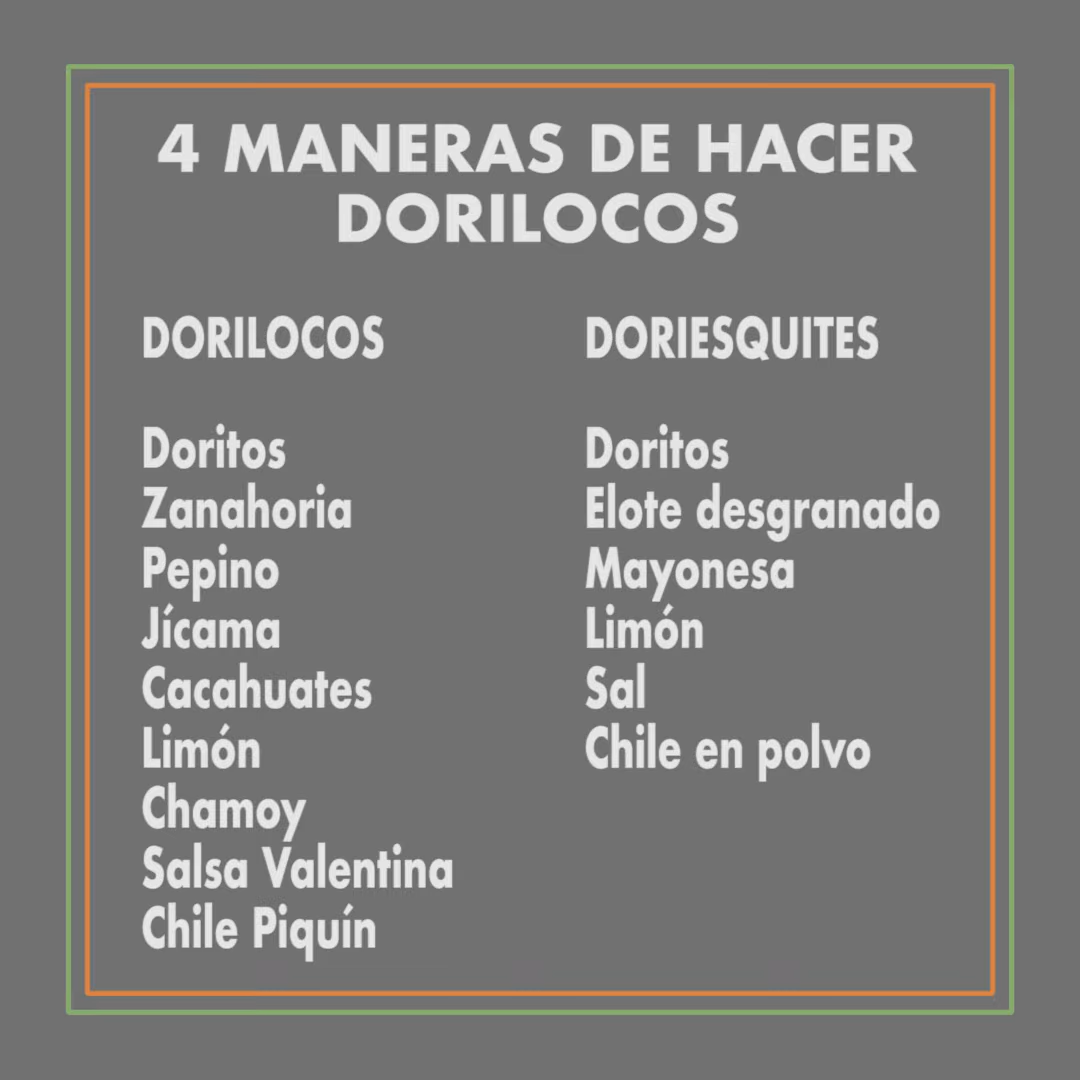 4 MANERAS DE HACER
DORILOCOS
DORILOCOS
Doritos
Zanahoria
Pepino
Jícama
Cacahuates
Limón
Chamoy
Salsa Valentina
Chile Piquín
DORIESQUITES
Doritos
Elote desgranado
Mayonesa
Limón
Sal
Chile en polvo